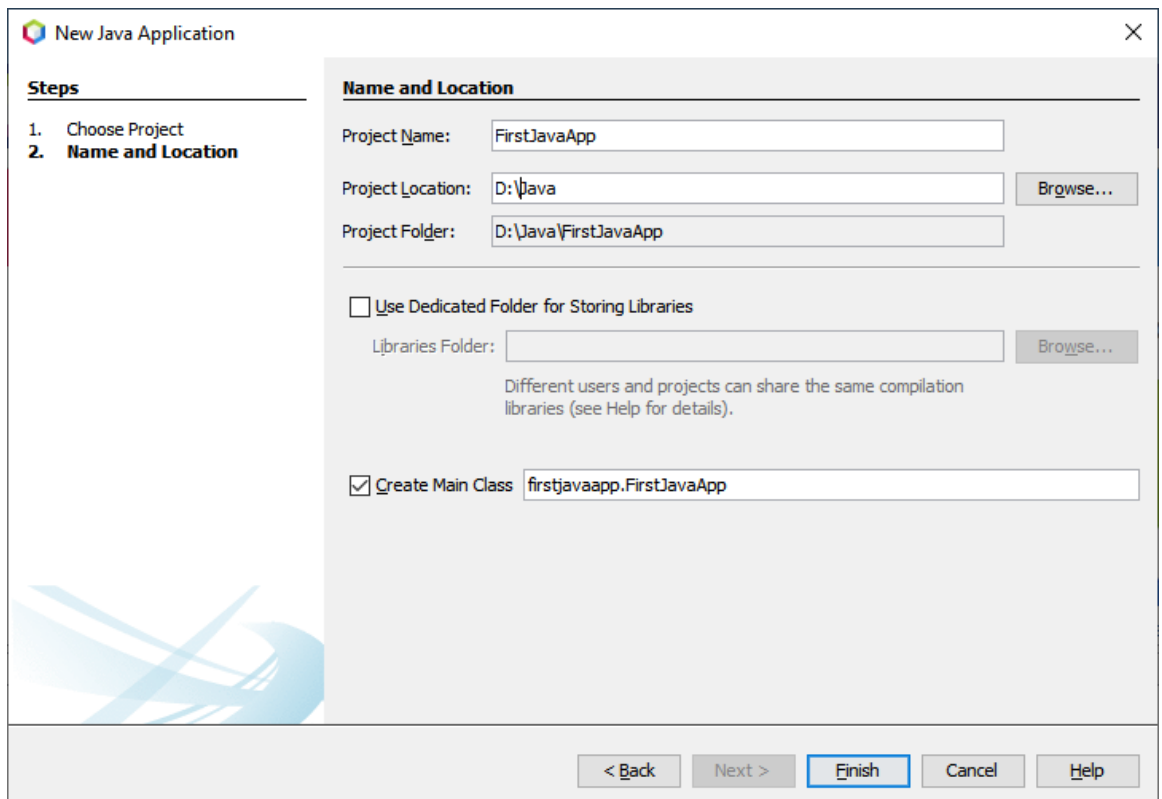 New Java Application
Steps
1. Choose Project
2. Name and Location
Name and Location
Project Name: FirstJavaApp
Project Location: D:\Java Browse...
Project Folder: D:\Java\FirstJavaApp
Use Dedicated Folder for Storing Libraries
Libraries Folder: Browse...
Different users and projects can share the same compilation
libraries (see Help for details).
Create Main Class firstjavaapp.FirstJavaApp
< Back Next > Finish Cancel Help